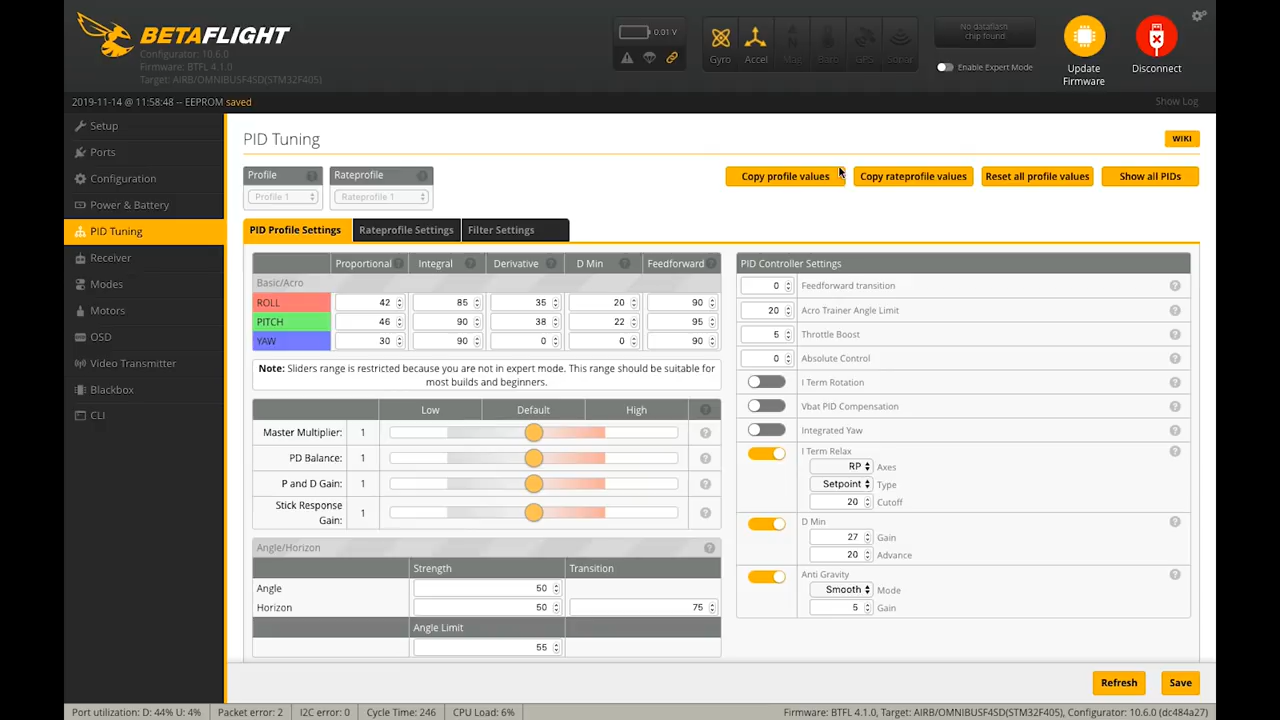 BETAFLIGHT
Configurator: 10.6.0
Firmware: BTFL 4.1.0
Target: AIRB/OMNIBUSF4SD(STM32F405)
0.01 V
Gyro Accel Mag Baro GPS Sonar
No dataflash
chip found
Enable Expert Mode
Update
Firmware
Disconnect
2019-11-14 @ 11:58:48 -- EEPROM saved
Show Log
Setup
Ports
Configuration
Power & Battery
PID Tuning
Receiver
Modes
Motors
OSD
Video Transmitter
Blackbox
CLI
PID Tuning
WIKI
Profile
Profile 1
Rateprofile
Rateprofile 1
Copy profile values
Copy rateprofile values
Reset all profile values
Show all PIDs
PID Profile Settings
Rateprofile Settings
Filter Settings
Proportional Integral Derivative D Min Feedforward
Basic/Acro
ROLL 42 85 35 20 90
PITCH 46 90 38 22 95
YAW 30 90 0 0 90
Note: Sliders range is restricted because you are not in expert mode. This range should be suitable for
most builds and beginners.
Low Default High
Master Multiplier: 1
PD Balance: 1
P and D Gain: 1
Stick Response
Gain: 1
Angle/Horizon
Strength Transition
Angle 50
Horizon 50 75
Angle Limit
55
PID Controller Settings
0 Feedforward transition
20 Acro Trainer Angle Limit
5 Throttle Boost
0 Absolute Control
I Term Rotation
Vbat PID Compensation
Integrated Yaw
I Term Relax
RP Axes
Setpoint Type
20 Cutoff
D Min
27 Gain
20 Advance
Anti Gravity
Smooth Mode
5 Gain
Refresh
Save
Port utilization: D: 44% U: 4%
Packet error: 2
I2C error: 0
Cycle Time: 246
CPU Load: 6%
Firmware: BTFL 4.1.0, Target: AIRB/OMNIBUSF4SD(STM32F405), Configurator: 10.6.0 (dc484a27)